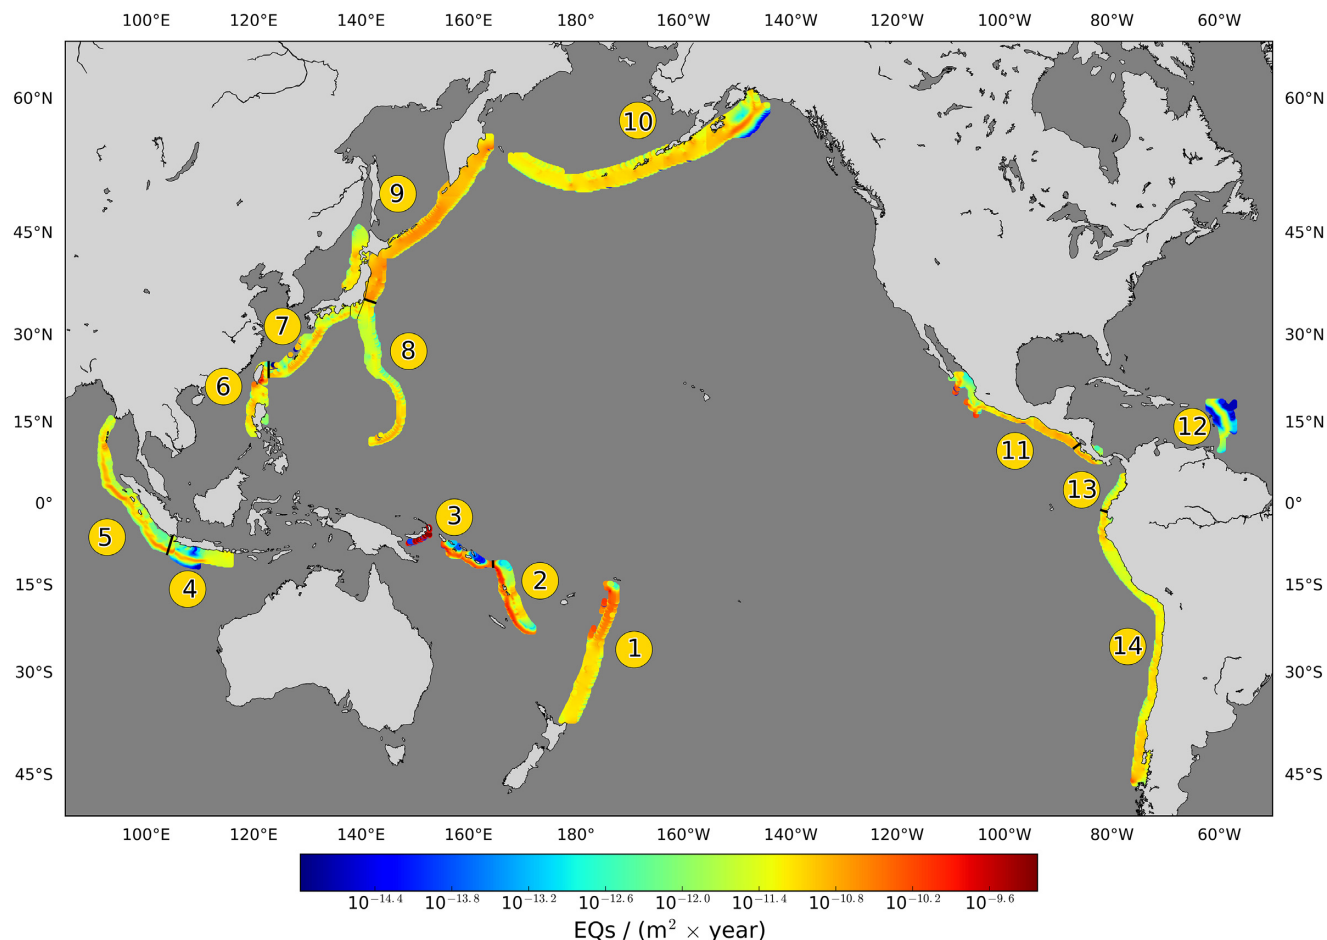 100°E 120°E 140°E 160°E 180° 160°W 140°W 120°W 100°W 80°W 60°W
60°N 10 60°N
9
45°N 45°N
7 30°N 8 30°N
6
15°N 12 15°N
11
13
0° 3 0°
5
4 2
15°S 15°S
1 14
30°S 30°S
45°S 45°S
100°E 120°E 140°E 160°E 180° 160°W 140°W 120°W 100°W 80°W 60°W
10^−14.4 10^−13.8 10^−13.2 10^−12.6 10^−12.0 10^−11.4 10^−10.8 10^−10.2 10^−9.6
EQs / (m² × year)